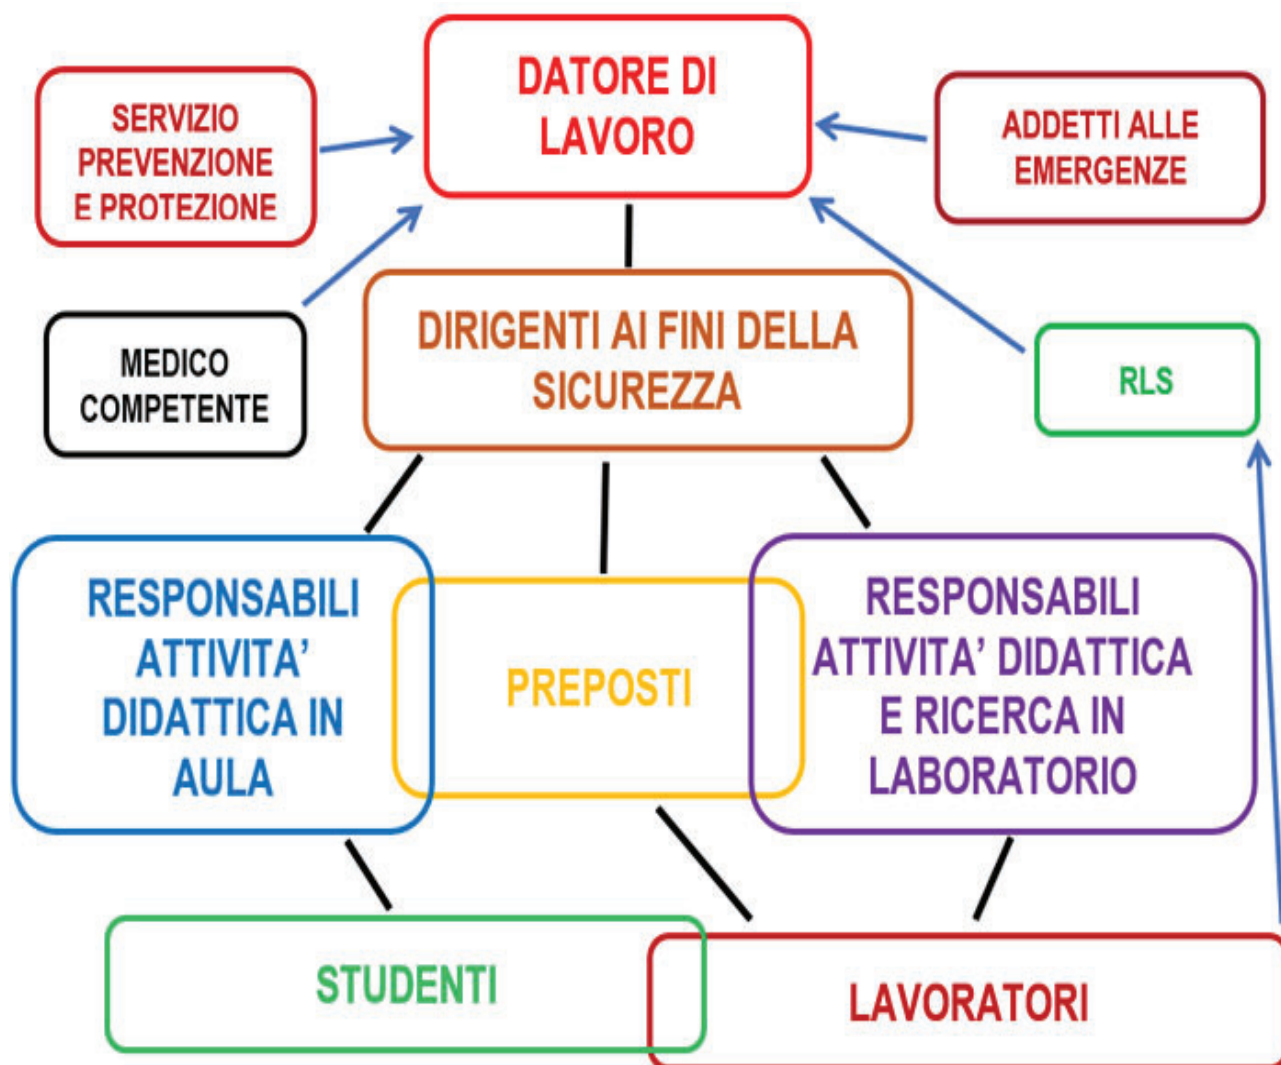 DATORE DI
LAVORO
SERVIZIO
PREVENZIONE
E PROTEZIONE
ADDETTI ALLE
EMERGENZE
DIRIGENTI AI FINI DELLA
SICUREZZA
MEDICO
COMPETENTE
RLS
RESPONSABILI
ATTIVITA’
DIDATTICA IN
AULA
PREPOSTI
RESPONSABILI
ATTIVITA’ DIDATTICA
E RICERCA IN
LABORATORIO
STUDENTI
LAVORATORI